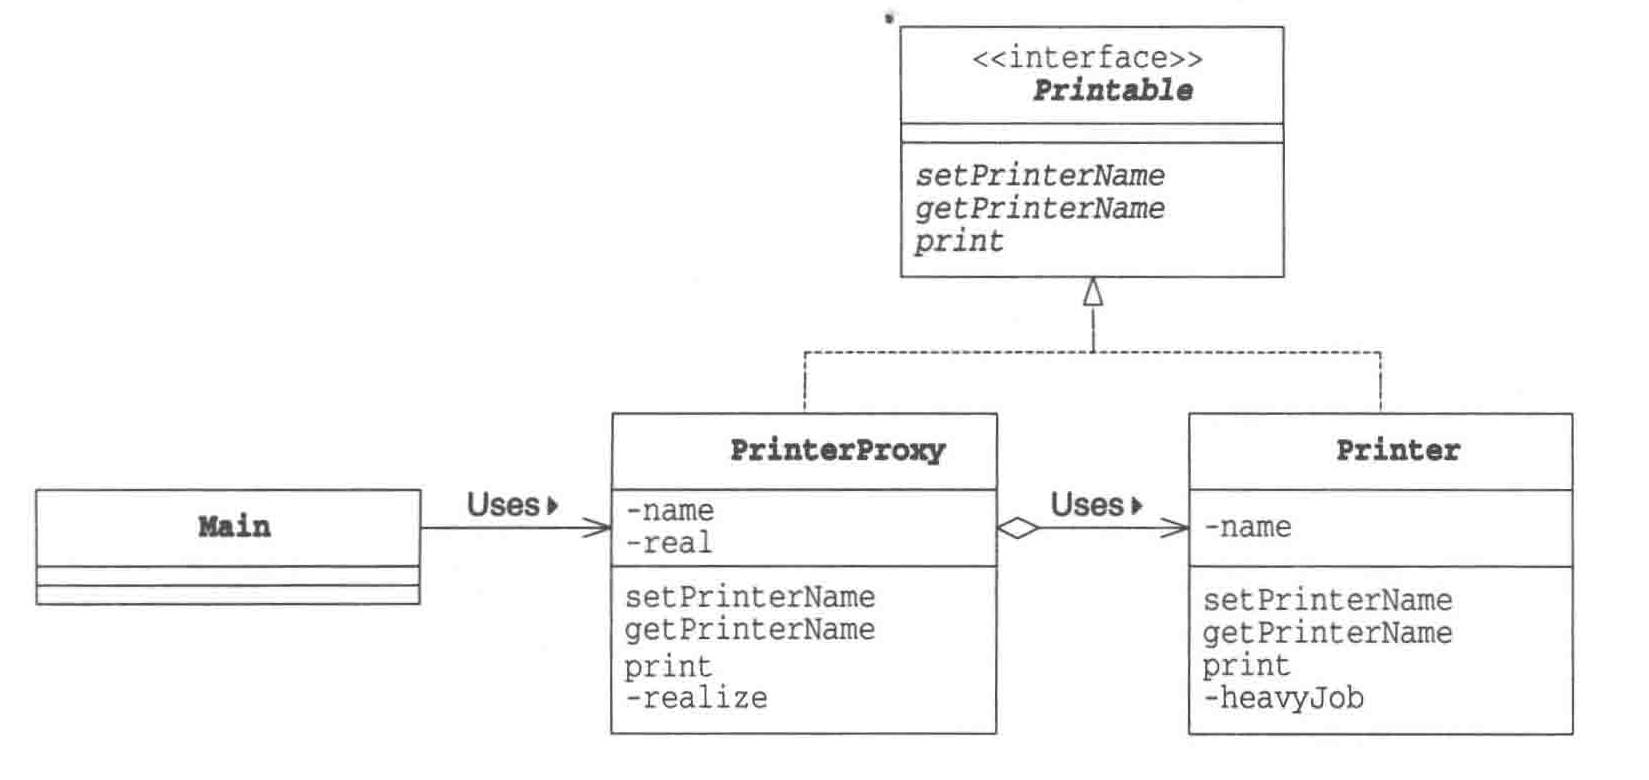 <<interface>>
Printable
setPrinterName
getPrinterName
print
Main
Uses
PrinterProxy
-name
-real
setPrinterName
getPrinterName
print
-realize
Uses
Printer
-name
setPrinterName
getPrinterName
print
-heavyJob